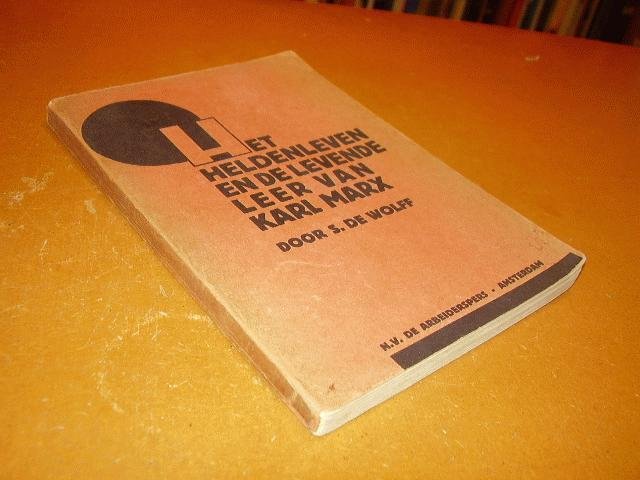 HET
HELDENLEVEN
EN DE LEVENDE
LEER VAN
KARL MARX
DOOR S. DE WOLFF
N.V. DE ARBEIDERSPERS · AMSTERDAM